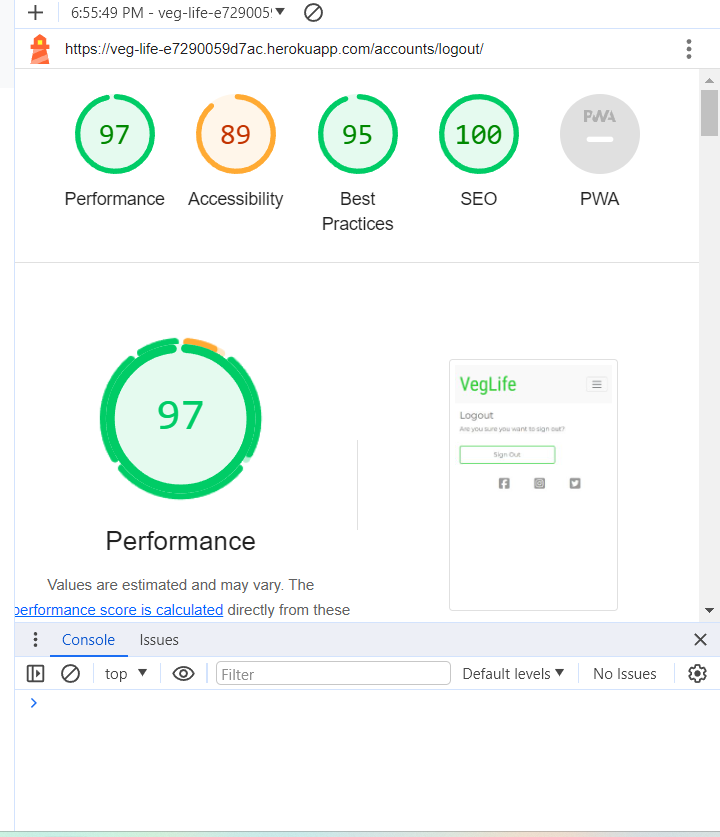 6:55:49 PM - veg-life-e7290059
https://veg-life-e7290059d7ac.herokuapp.com/accounts/logout/
97 89 95 100 PWA
Performance Accessibility Best Practices SEO PWA
97
Performance
Values are estimated and may vary. The
performance score is calculated directly from these
VegLife
Logout
Are you sure you want to sign out?
Sign Out
Console Issues
top Filter Default levels No Issues